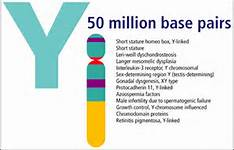 Y
50 million base pairs
Short stature homeo box, Y-linked
Short stature
Leri-weill dyschondrosteosis
Langer mesomelic dysplasia
Interleukin-3 receptor, Y chromosomal
Sex-determining region Y (testis-determining)
Gonadal dysgenesis, XY type
Protocadherin 11, Y-linked
Azoospermia factors
Male infertility due to spermatogenic failure
Growth control, Y-chromosome influenced
Chromodomain proteins
Retinitis pigmentosa, Y-linked